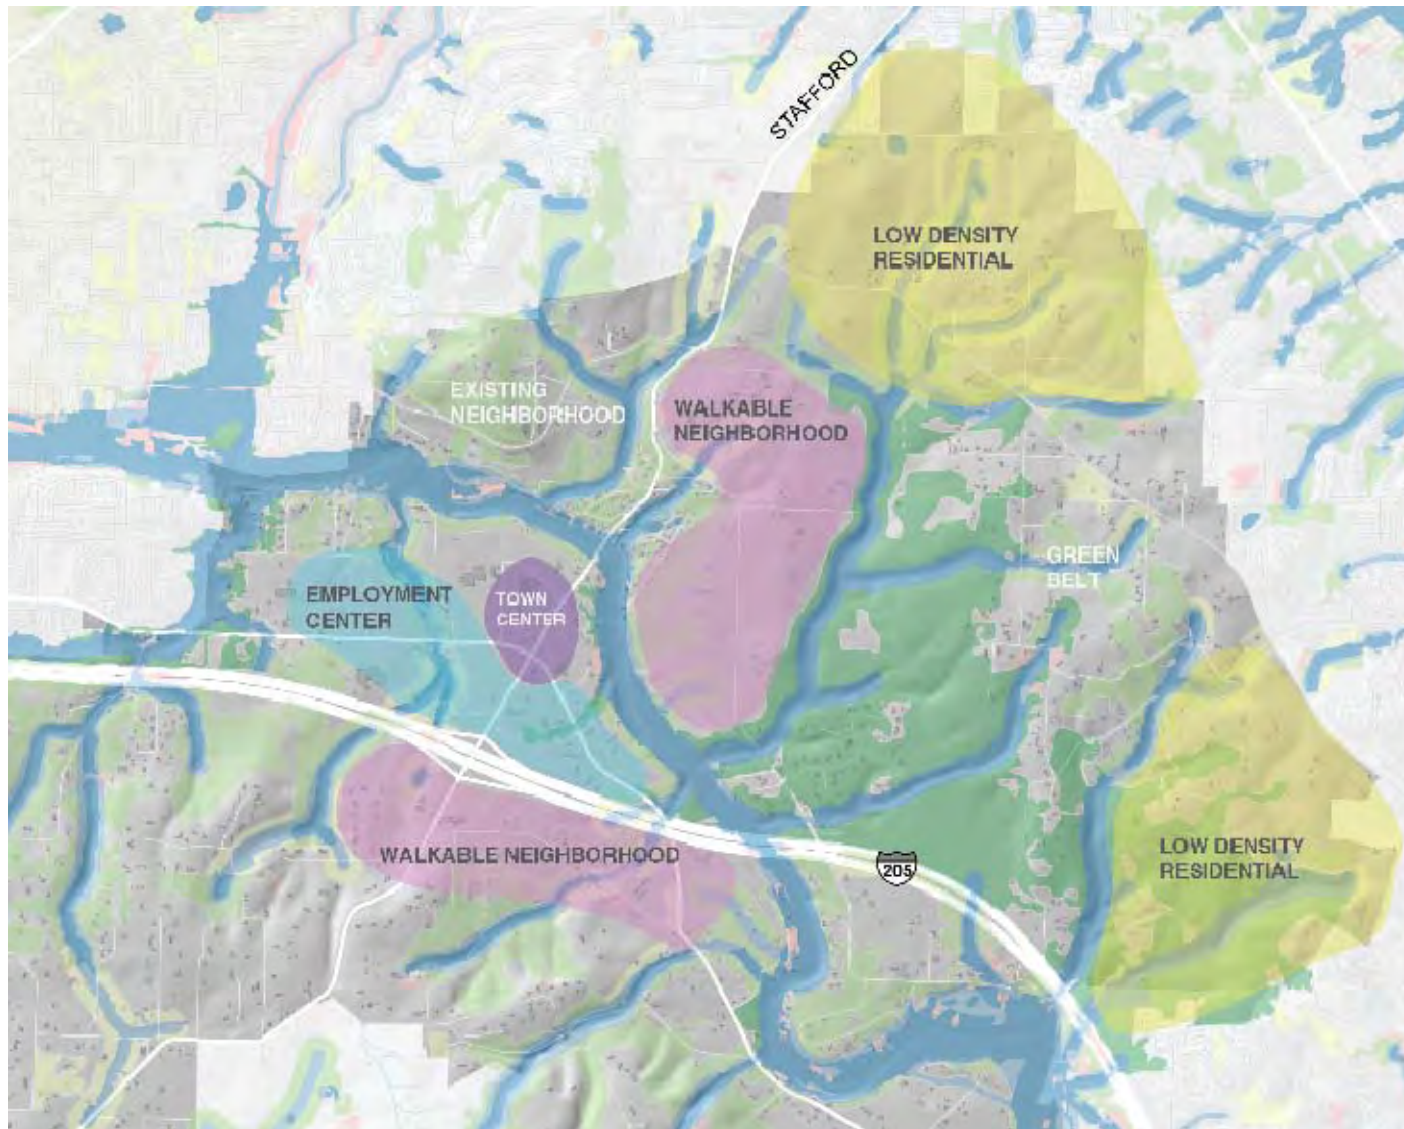 STAFFORD
LOW DENSITY
RESIDENTIAL
EXISTING
NEIGHBORHOOD
WALKABLE
NEIGHBORHOOD
GREEN
BELT
EMPLOYMENT
CENTER
TOWN
CENTER
WALKABLE NEIGHBORHOOD
LOW DENSITY
RESIDENTIAL
205